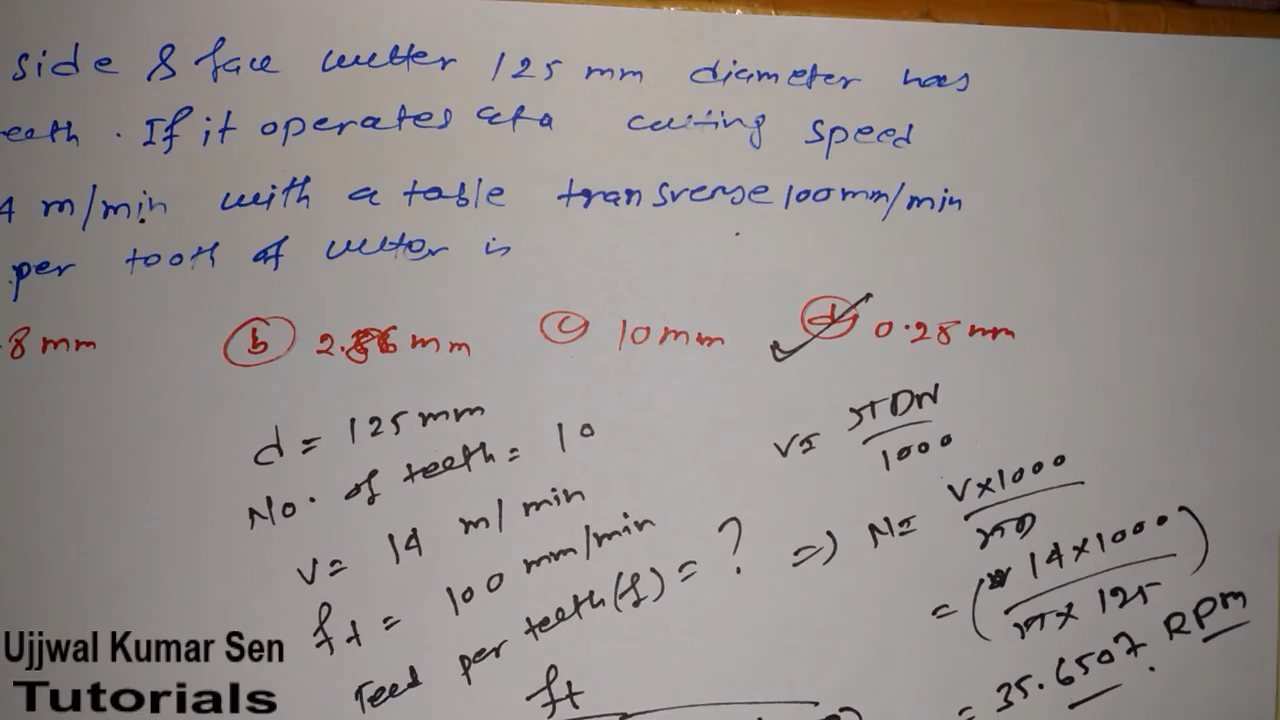 side & face cutter 125 mm diameter has
eeth. If it operates at a cutting speed
4 m/min with a table transverse 100 mm/min
per tooth of cutter is
.8 mm (b) 2.86 mm (c) 10 mm (d) 0.28 mm
d = 125 mm
No. of teeth = 10
V = 14 m/min
ft = 100 mm/min
Feed per teeth (f) = ?
ft
V = πDN
1000
=> N = V×1000
πD
= (14×1000)
π×125
= 35.6507 RPM
Ujjwal Kumar Sen
Tutorials